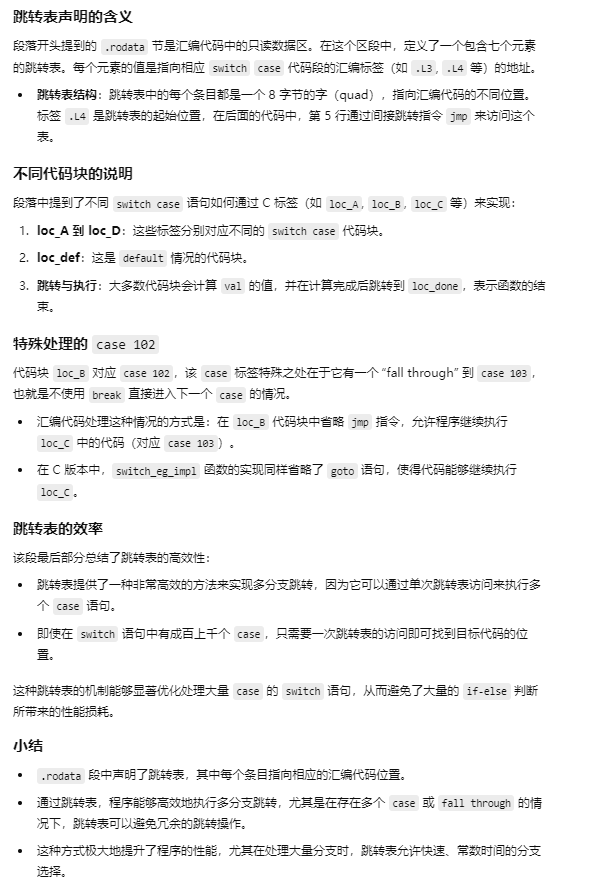 跳转表声明的含义
段落开头提到的 .rodata 节是汇编代码中的只读数据区。在这个区段中，定义了一个包含七个元素
的跳转表。每个元素的值是指向相应 switch case 代码段的汇编标签（如 .L3, .L4 等）的地址。
• 跳转表结构：跳转表中的每个条目都是一个 8 字节的字（quad），指向汇编代码的不同位置。
标签 .L4 是跳转表的起始位置，在后面的代码中，第 5 行通过间接跳转指令 jmp 来访问这个
表。
不同代码块的说明
段落中提到了不同 switch case 语句如何通过 C 标签（如 loc_A, loc_B, loc_C 等）来实现：
1. loc_A 到 loc_D：这些标签分别对应不同的 switch case 代码块。
2. loc_def：这是 default 情况的代码块。
3. 跳转与执行：大多数代码块会计算 val 的值，并在计算完成后跳转到 loc_done，表示函数的结
束。
特殊处理的 case 102
代码块 loc_B 对应 case 102，该 case 标签特殊之处在于它有一个“fall through”到 case 103，
也就是不使用 break 直接进入下一个 case 的情况。
• 汇编代码处理这种情况的方式是：在 loc_B 代码块中省略 jmp 指令，允许程序继续执行
loc_C 中的代码（对应 case 103）。
• 在 C 版本中，switch_eg_impl 函数的实现同样省略了 goto 语句，使得代码能够继续执行
loc_C。
跳转表的效率
该段最后部分总结了跳转表的高效性：
• 跳转表提供了一种非常高效的方法来实现多分支跳转，因为它可以通过单次跳转表访问来执行多
个 case 语句。
• 即使在 switch 语句中有成百上千个 case，只需要一次跳转表的访问即可找到目标代码的位
置。
这种跳转表的机制能够显著优化处理大量 case 的 switch 语句，从而避免了大量的 if-else 判断
所带来的性能损耗。
小结
• .rodata 段中声明了跳转表，其中每个条目指向相应的汇编代码位置。
• 通过跳转表，程序能够高效地执行多分支跳转，尤其是在存在多个 case 或 fall through 的情
况下，跳转表可以避免冗余的跳转操作。
• 这种方式极大地提升了程序的性能，尤其在处理大量分支时，跳转表允许快速、常数时间的分支
选择。